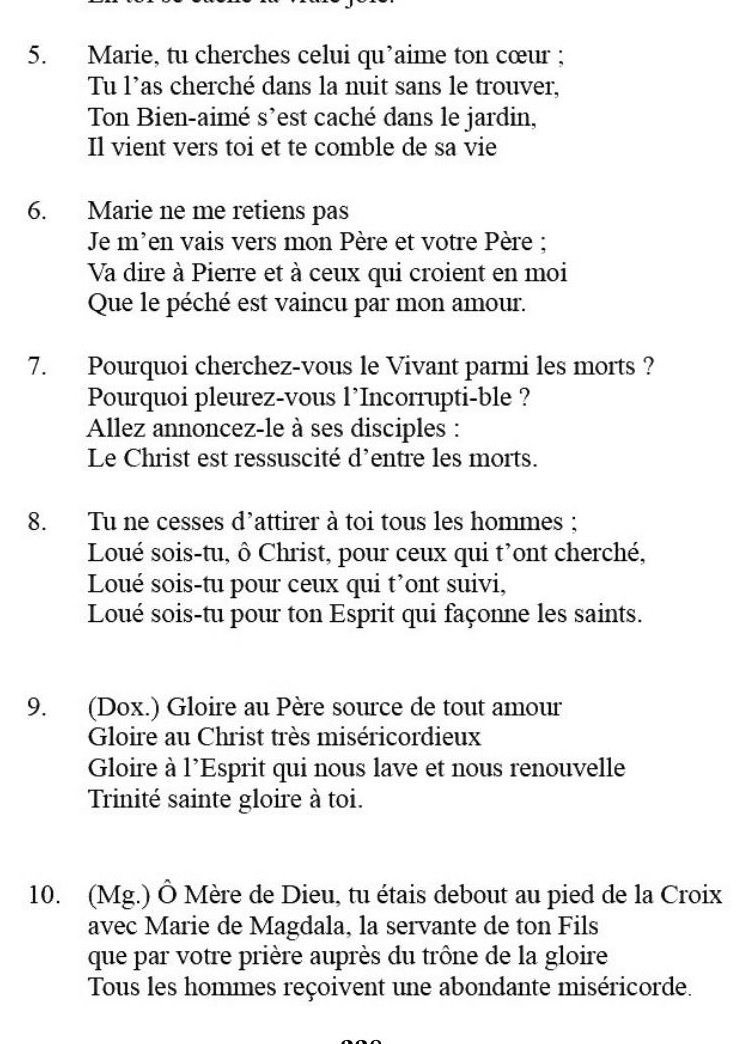 5. Marie, tu cherches celui qu’aime ton cœur ;
Tu l’as cherché dans la nuit sans le trouver,
Ton Bien-aimé s’est caché dans le jardin,
Il vient vers toi et te comble de sa vie
6. Marie ne me retiens pas
Je m’en vais vers mon Père et votre Père ;
Va dire à Pierre et à ceux qui croient en moi
Que le péché est vaincu par mon amour.
7. Pourquoi cherchez-vous le Vivant parmi les morts ?
Pourquoi pleurez-vous l’Incorrupti-ble ?
Allez annoncez-le à ses disciples :
Le Christ est ressuscité d’entre les morts.
8. Tu ne cesses d’attirer à toi tous les hommes ;
Loué sois-tu, ô Christ, pour ceux qui t’ont cherché,
Loué sois-tu pour ceux qui t’ont suivi,
Loué sois-tu pour ton Esprit qui façonne les saints.
9. (Dox.) Gloire au Père source de tout amour
Gloire au Christ très miséricordieux
Gloire à l’Esprit qui nous lave et nous renouvelle
Trinité sainte gloire à toi.
10. (Mg.) Ô Mère de Dieu, tu étais debout au pied de la Croix
avec Marie de Magdala, la servante de ton Fils
que par votre prière auprès du trône de la gloire
Tous les hommes reçoivent une abondante miséricorde.